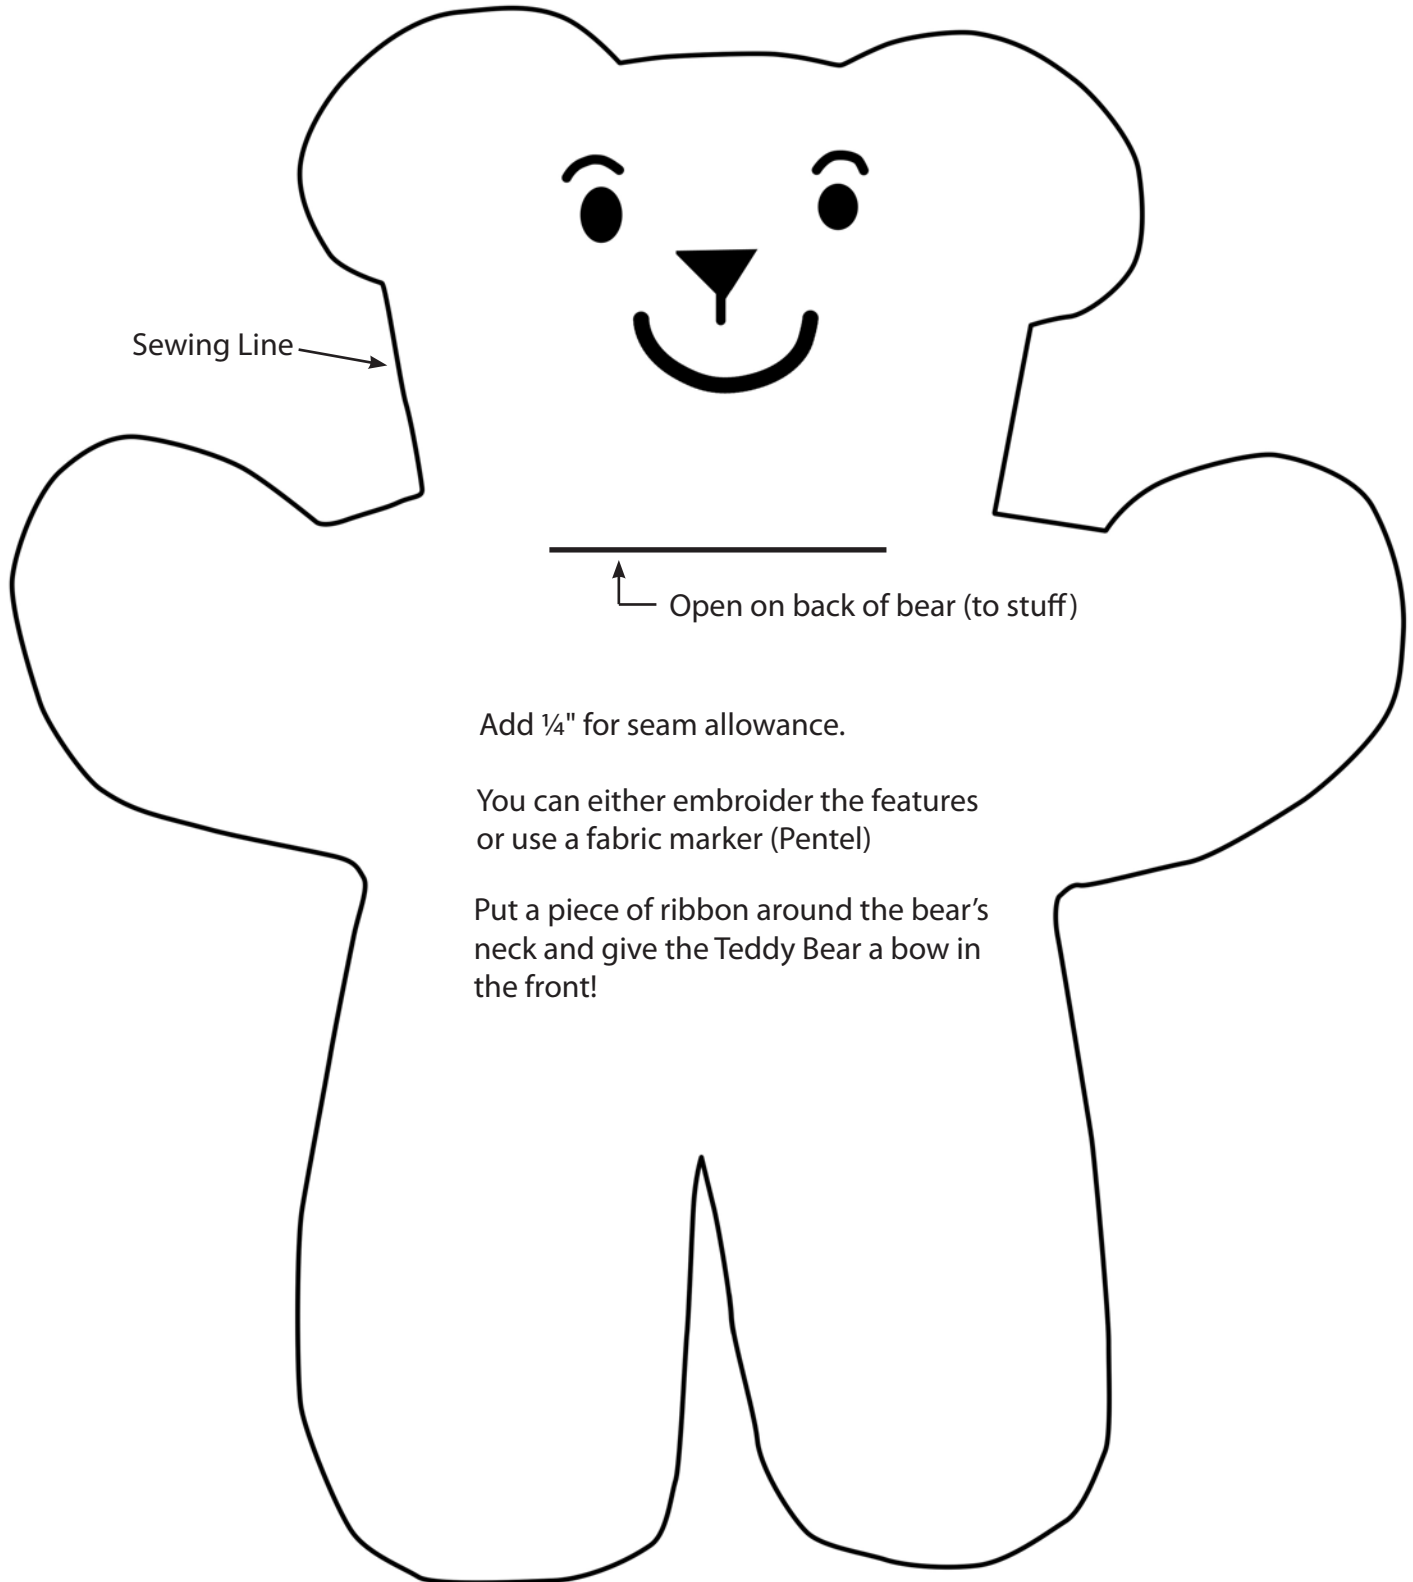 Sewing Line
Open on back of bear (to stuff)
Add ¼" for seam allowance.
You can either embroider the features
or use a fabric marker (Pentel)
Put a piece of ribbon around the bear’s
neck and give the Teddy Bear a bow in
the front!